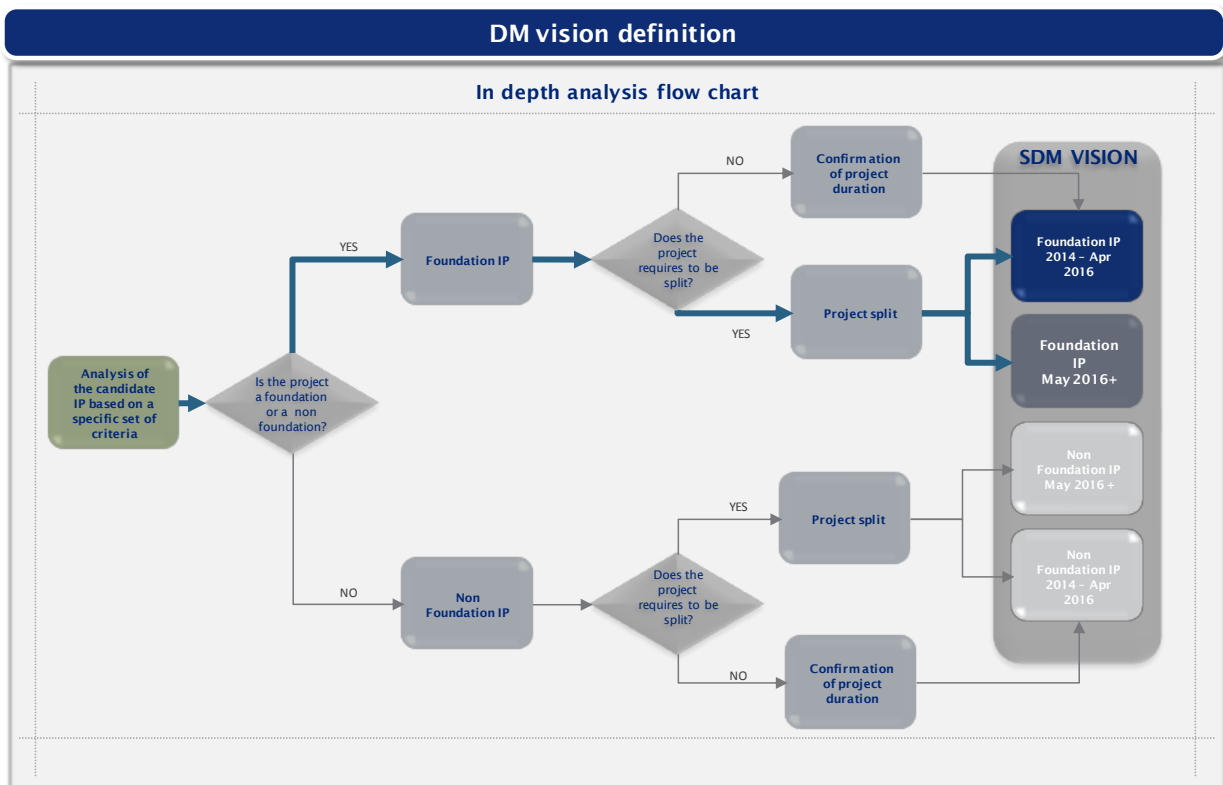 DM vision definition
In depth analysis flow chart
NO
Confirmation
of project
duration
SDM VISION
YES
Foundation IP
Does the
project
requires to be
split?
Foundation IP
2014 – Apr
2016
YES
Project split
Foundation
IP
May 2016+
Analysis of
the candidate
IP based on a
specific set of
criteria
Is the project
a foundation
or a non
foundation?
Non
Foundation IP
May 2016 +
YES
Project split
NO
Non
Foundation IP
Does the
project
requires to be
split?
Non
Foundation IP
2014 – Apr
2016
NO
Confirmation
of project
duration